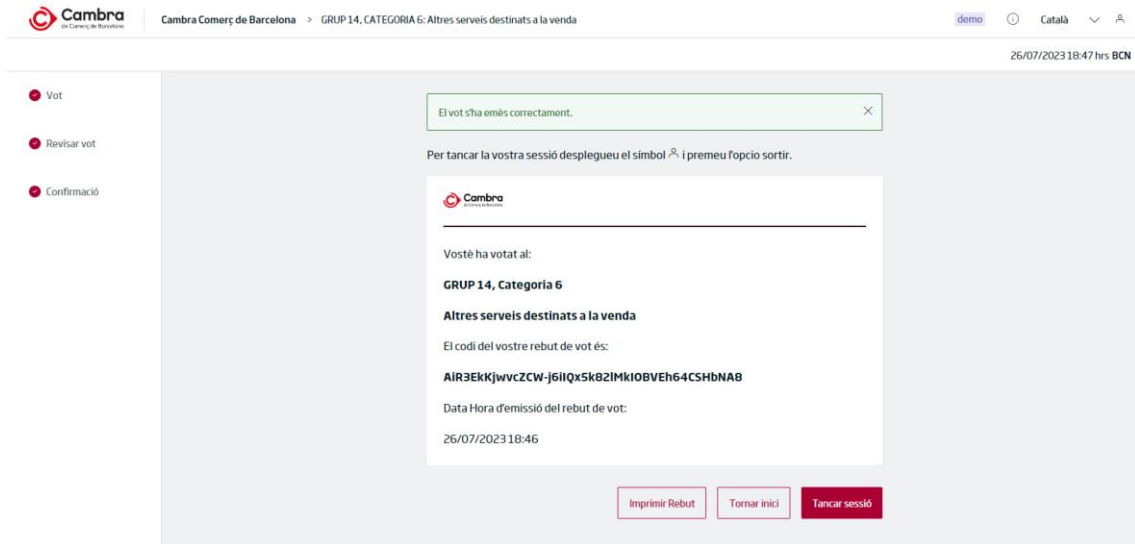 Cambra
de Comerç de Barcelona
Cambra Comerç de Barcelona > GRUP 14, CATEGORIA 6: Altres serveis destinats a la venda
demo
Català
26/07/2023 18:47 hrs BCN
Vot
Revisar vot
Confirmació
El vot s'ha emès correctament.
Per tancar la vostra sessió desplegueu el símbol i premeu l'opcio sortir.
Cambra
de Comerç de Barcelona
Vostè ha votat al:
GRUP 14, Categoria 6
Altres serveis destinats a la venda
El codi del vostre rebut de vot és:
AiR3EkKjwvcZCW-j6iIQx5k82lMkIOBVEh64CSHbNA8
Data Hora d'emissió del rebut de vot:
26/07/2023 18:46
Imprimir Rebut
Tornar inici
Tancar sessió